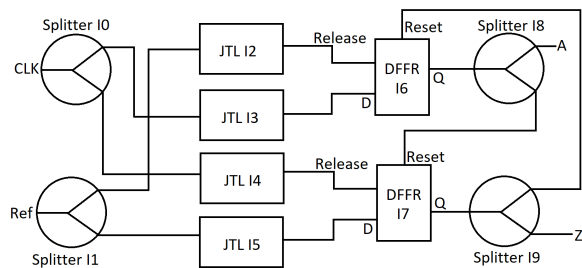 Splitter I0
CLK
JTL I2
Release
Reset
DFFR
I6
Q
D
Splitter I8
A
JTL I3
JTL I4
Release
Reset
DFFR
I7
Q
D
Ref
Splitter I1
JTL I5
Splitter I9
Z